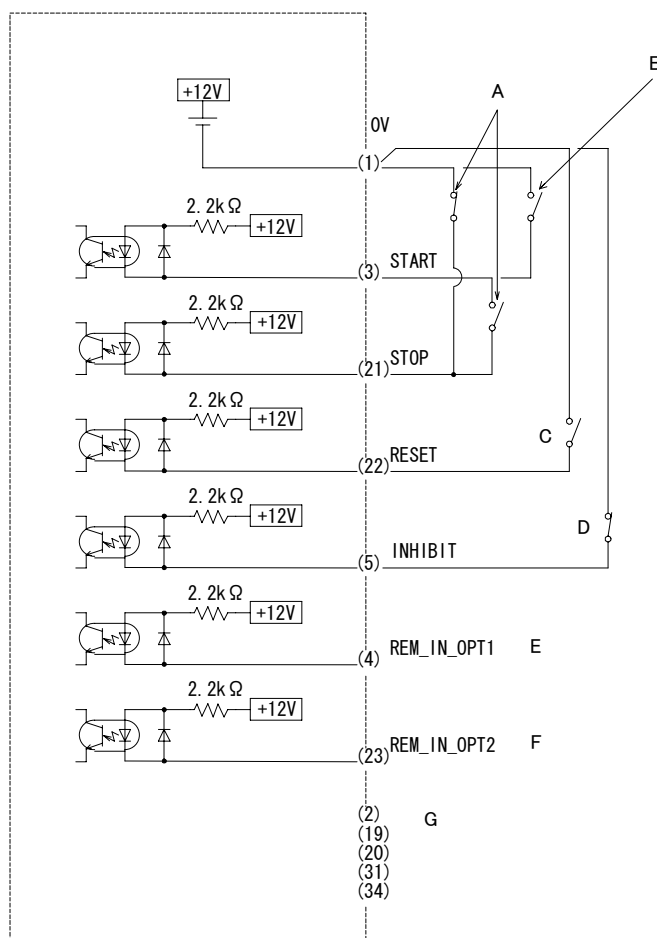 +12V
A
B
0V
(1)
2.2kΩ
+12V
(3) START
2.2kΩ
+12V
(21) STOP
2.2kΩ
+12V
C
(22) RESET
2.2kΩ
+12V
D
(5) INHIBIT
2.2kΩ
+12V
(4) REM_IN_OPT1 E
2.2kΩ
+12V
(23) REM_IN_OPT2 F
(2) G
(19)
(20)
(31)
(34)